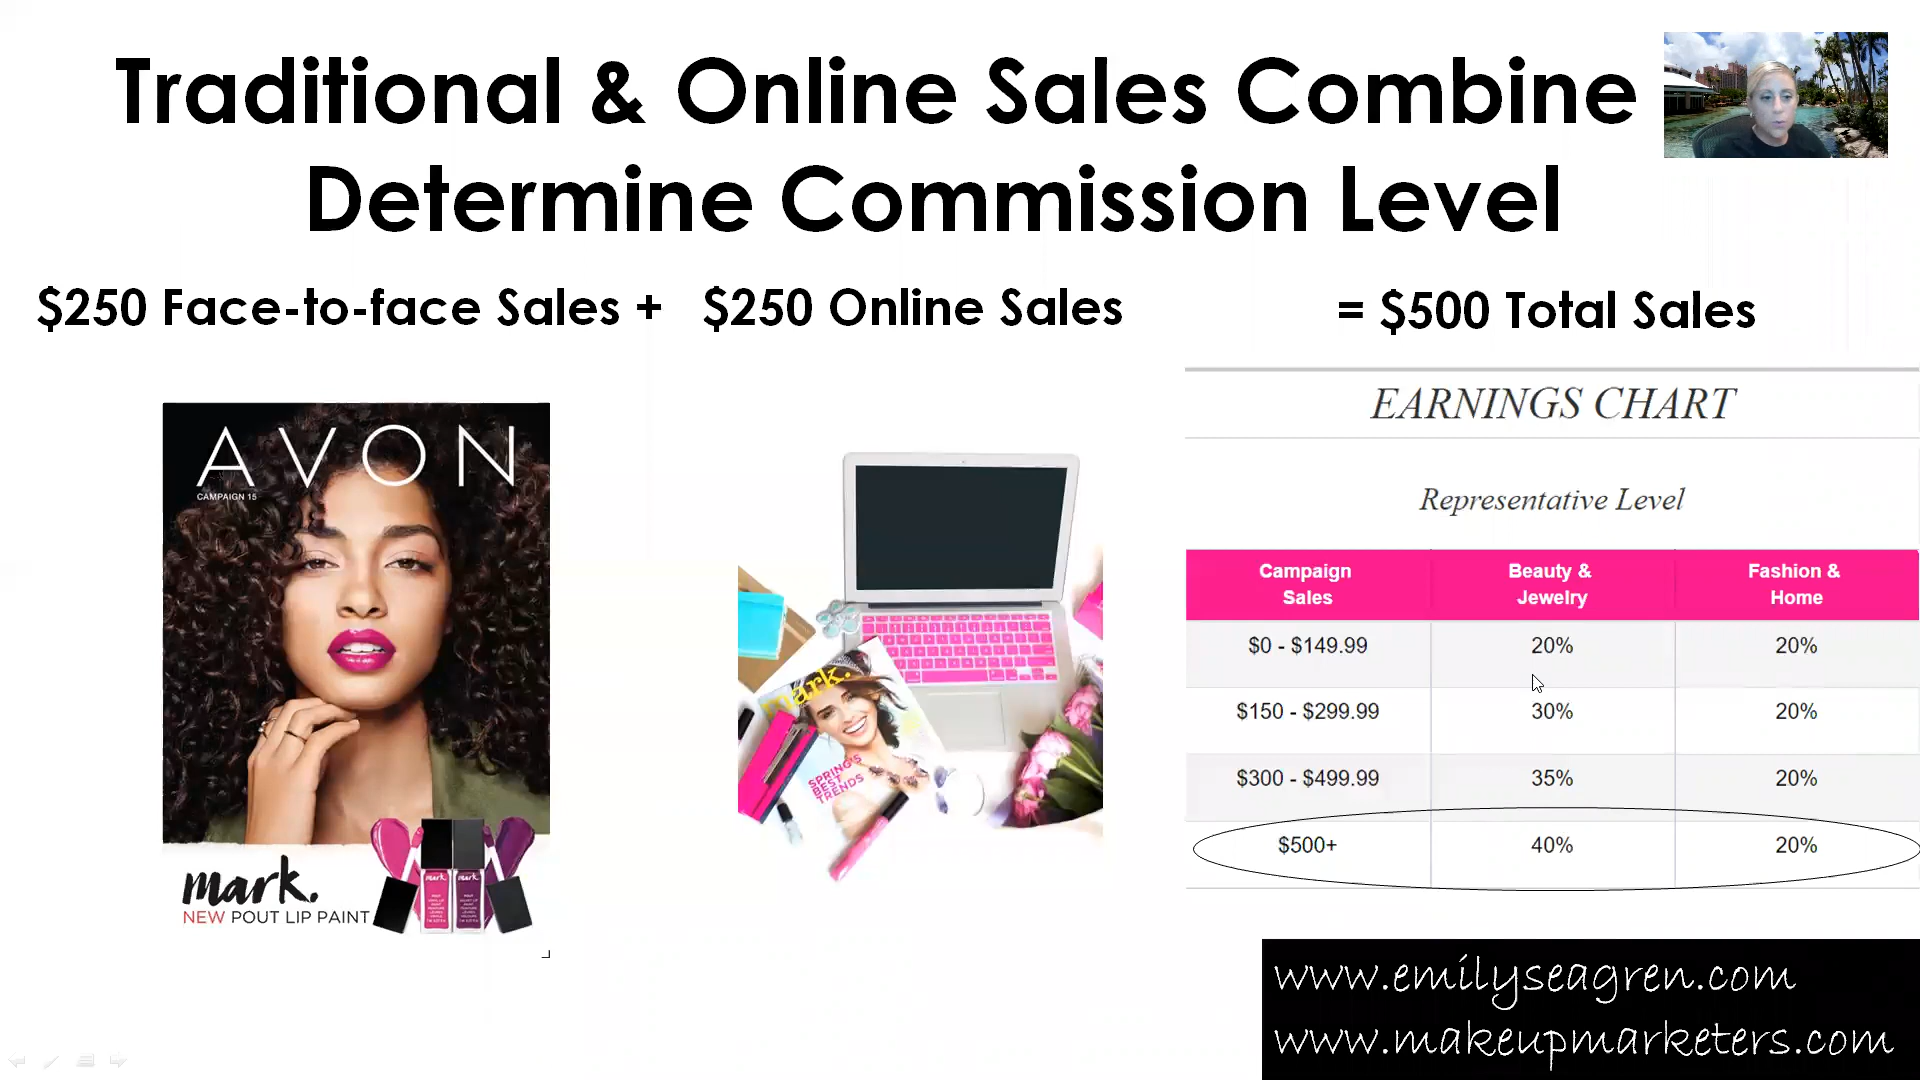 Traditional & Online Sales Combine
Determine Commission Level
$250 Face-to-face Sales + $250 Online Sales = $500 Total Sales
AVON
CAMPAIGN 15
mark.
NEW POUT LIP PAINT
mark.
mark.
mark.
SPRING'S
BEST
TRENDS
EARNINGS CHART
Representative Level
Campaign Sales Beauty & Jewelry Fashion & Home
$0 - $149.99 20% 20%
$150 - $299.99 30% 20%
$300 - $499.99 35% 20%
$500+ 40% 20%
www.emilyseagren.com
www.makeupmarketers.com